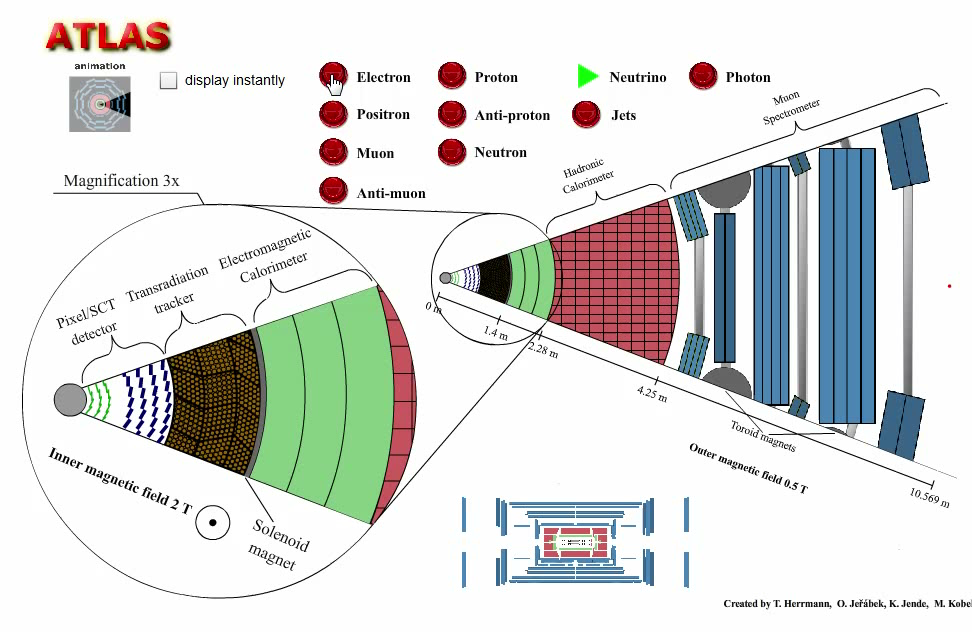 ATLAS
animation
display instantly
Electron
Proton
Neutrino
Photon
Positron
Anti-proton
Jets
Muon
Neutron
Anti-muon
Muon
Spectrometer
Hadronic
Calorimeter
Magnification 3x
Electromagnetic
Calorimeter
Transradiation
tracker
Pixel/SCT
detector
0 m
1.4 m
2.28 m
4.25 m
10.569 m
Toroid magnets
Outer magnetic field 0.5 T
Inner magnetic field 2 T
Solenoid
magnet
Created by T. Herrmann, O. Jeřábek, K. Jende, M. Kobel